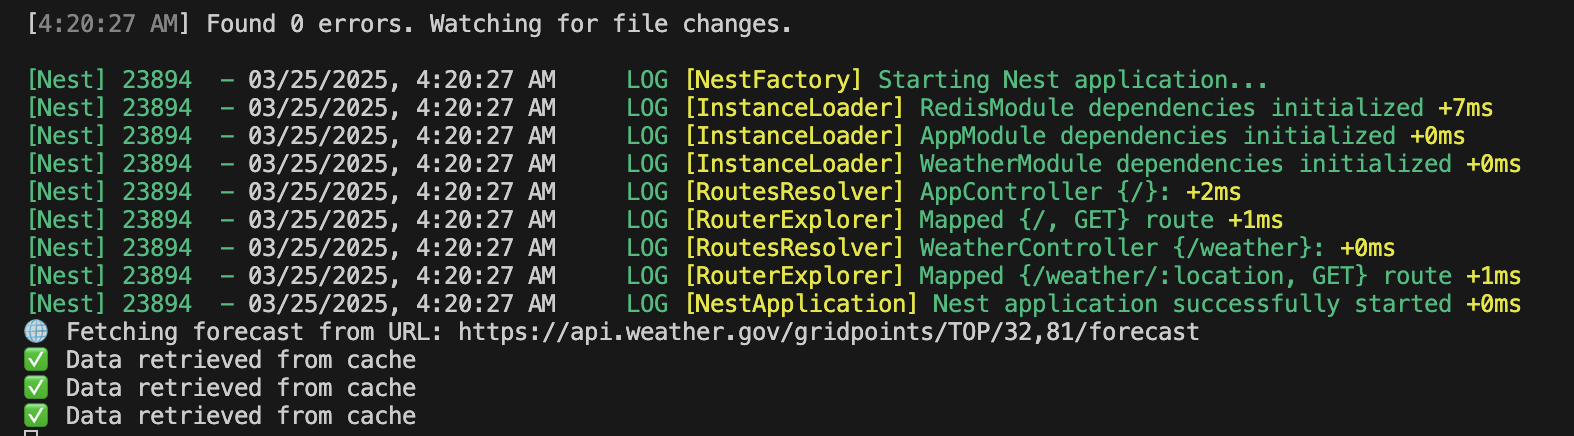 [4:20:27 AM] Found 0 errors. Watching for file changes.
[Nest] 23894  - 03/25/2025, 4:20:27 AM     LOG [NestFactory] Starting Nest application...
[Nest] 23894  - 03/25/2025, 4:20:27 AM     LOG [InstanceLoader] RedisModule dependencies initialized +7ms
[Nest] 23894  - 03/25/2025, 4:20:27 AM     LOG [InstanceLoader] AppModule dependencies initialized +0ms
[Nest] 23894  - 03/25/2025, 4:20:27 AM     LOG [InstanceLoader] WeatherModule dependencies initialized +0ms
[Nest] 23894  - 03/25/2025, 4:20:27 AM     LOG [RoutesResolver] AppController {/}: +2ms
[Nest] 23894  - 03/25/2025, 4:20:27 AM     LOG [RouterExplorer] Mapped {/, GET} route +1ms
[Nest] 23894  - 03/25/2025, 4:20:27 AM     LOG [RoutesResolver] WeatherController {/weather}: +0ms
[Nest] 23894  - 03/25/2025, 4:20:27 AM     LOG [RouterExplorer] Mapped {/weather/:location, GET} route +1ms
[Nest] 23894  - 03/25/2025, 4:20:27 AM     LOG [NestApplication] Nest application successfully started +0ms
🌐 Fetching forecast from URL: https://api.weather.gov/gridpoints/TOP/32,81/forecast
✅ Data retrieved from cache
✅ Data retrieved from cache
✅ Data retrieved from cache